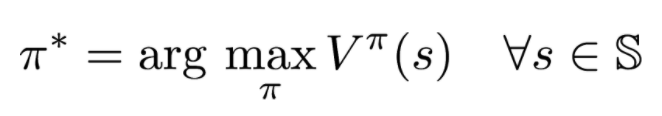 π* = arg max_π V^π(s) ∀s ∈ 𝕊